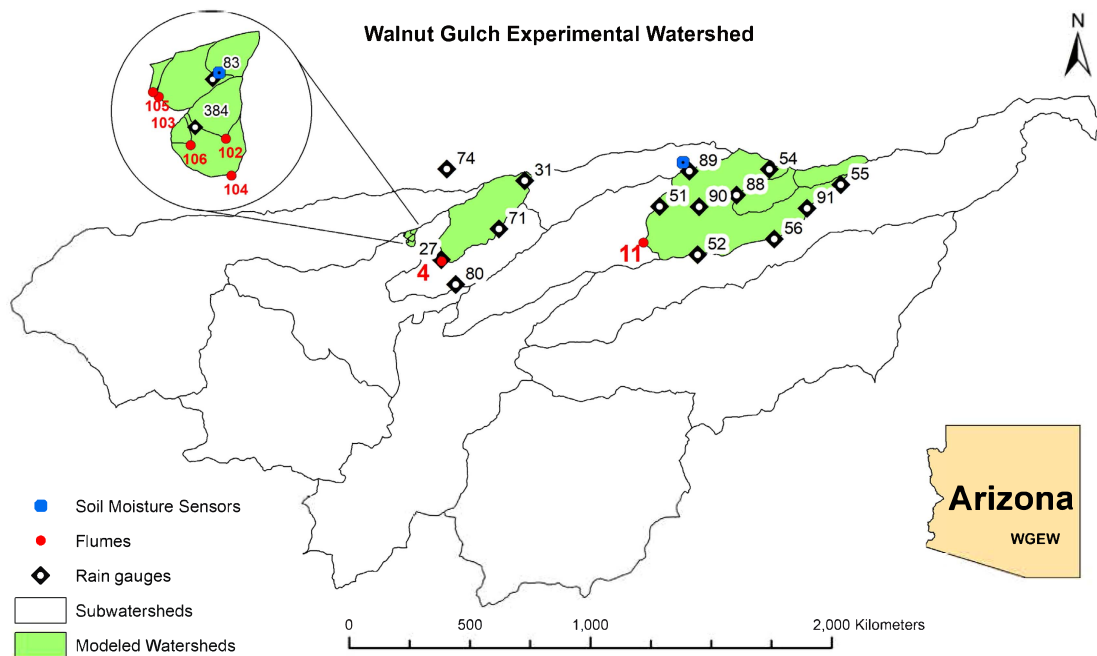 Walnut Gulch Experimental Watershed
N
83
105
384
103
102
106
104
74
31
89
54
55
88
51
90
91
71
56
27
11
52
4
80
Arizona
WGEW
Soil Moisture Sensors
Flumes
Rain gauges
Subwatersheds
Modeled Watersheds
0 500 1,000 2,000 Kilometers